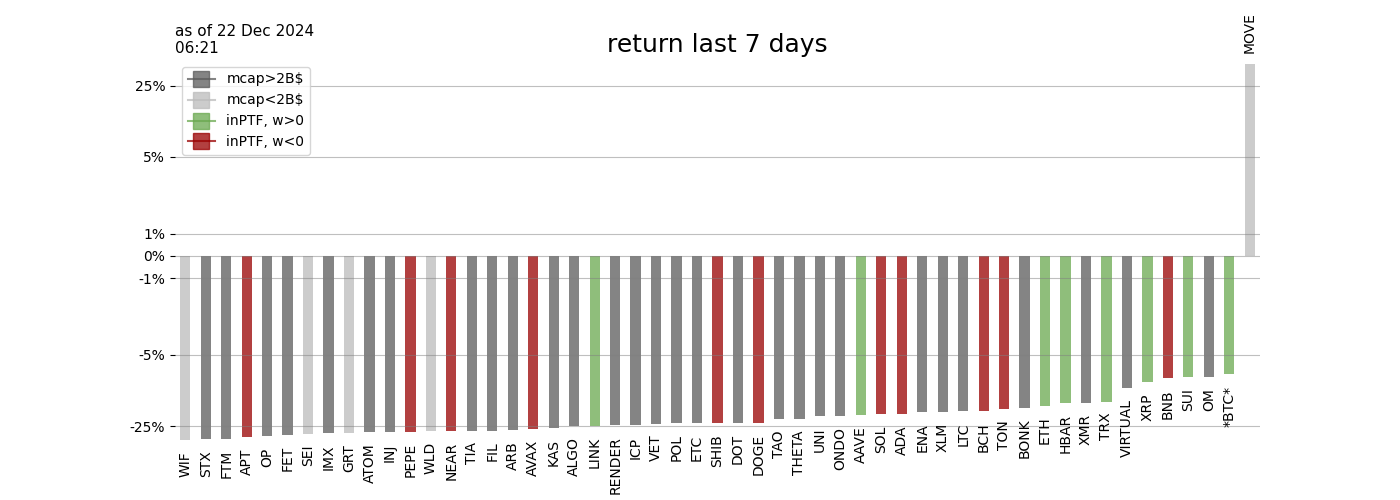 as of 22 Dec 2024
06:21
return last 7 days
MOVE
mcap>2B$
mcap<2B$
inPTF, w>0
inPTF, w<0
25%
5%
1%
0%
-1%
-5%
-25%
WIF
STX
FTM
APT
OP
FET
SEI
IMX
GRT
ATOM
INJ
PEPE
WLD
NEAR
TIA
FIL
ARB
AVAX
KAS
ALGO
LINK
RENDER
ICP
VET
POL
ETC
SHIB
DOT
DOGE
TAO
THETA
UNI
ONDO
AAVE
SOL
ADA
ENA
XLM
LTC
BCH
TON
BONK
ETH
HBAR
XMR
TRX
VIRTUAL
XRP
BNB
SUI
OM
*BTC*